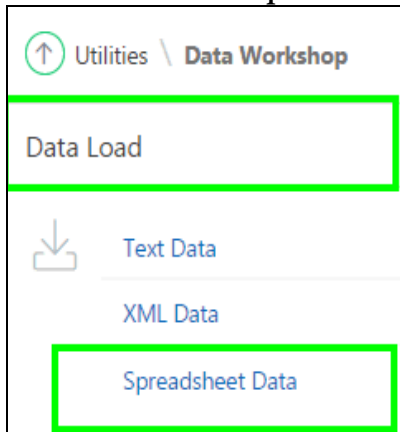 Utilities \ Data Workshop
Data Load
Text Data
XML Data
Spreadsheet Data